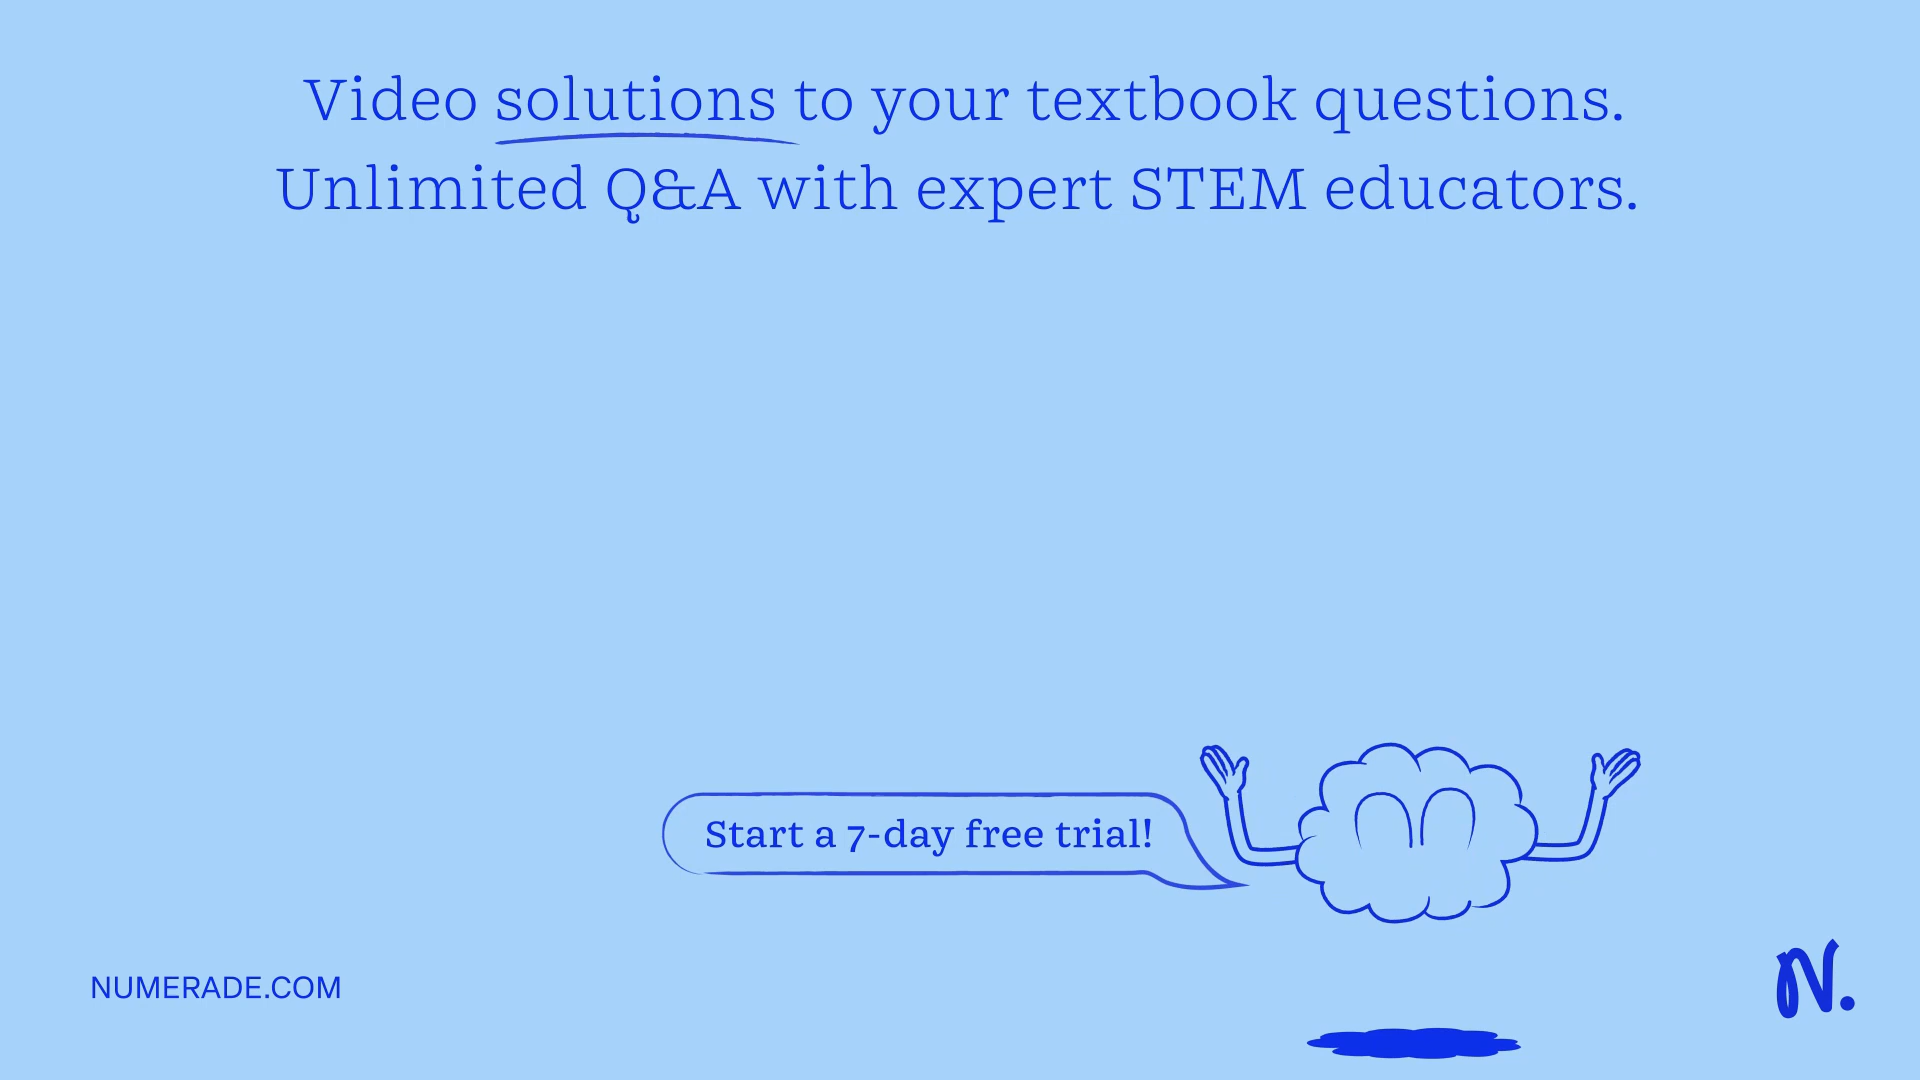 Video solutions to your textbook questions.
Unlimited Q&A with expert STEM educators.
Start a 7-day free trial!
NUMERADE.COM
N.